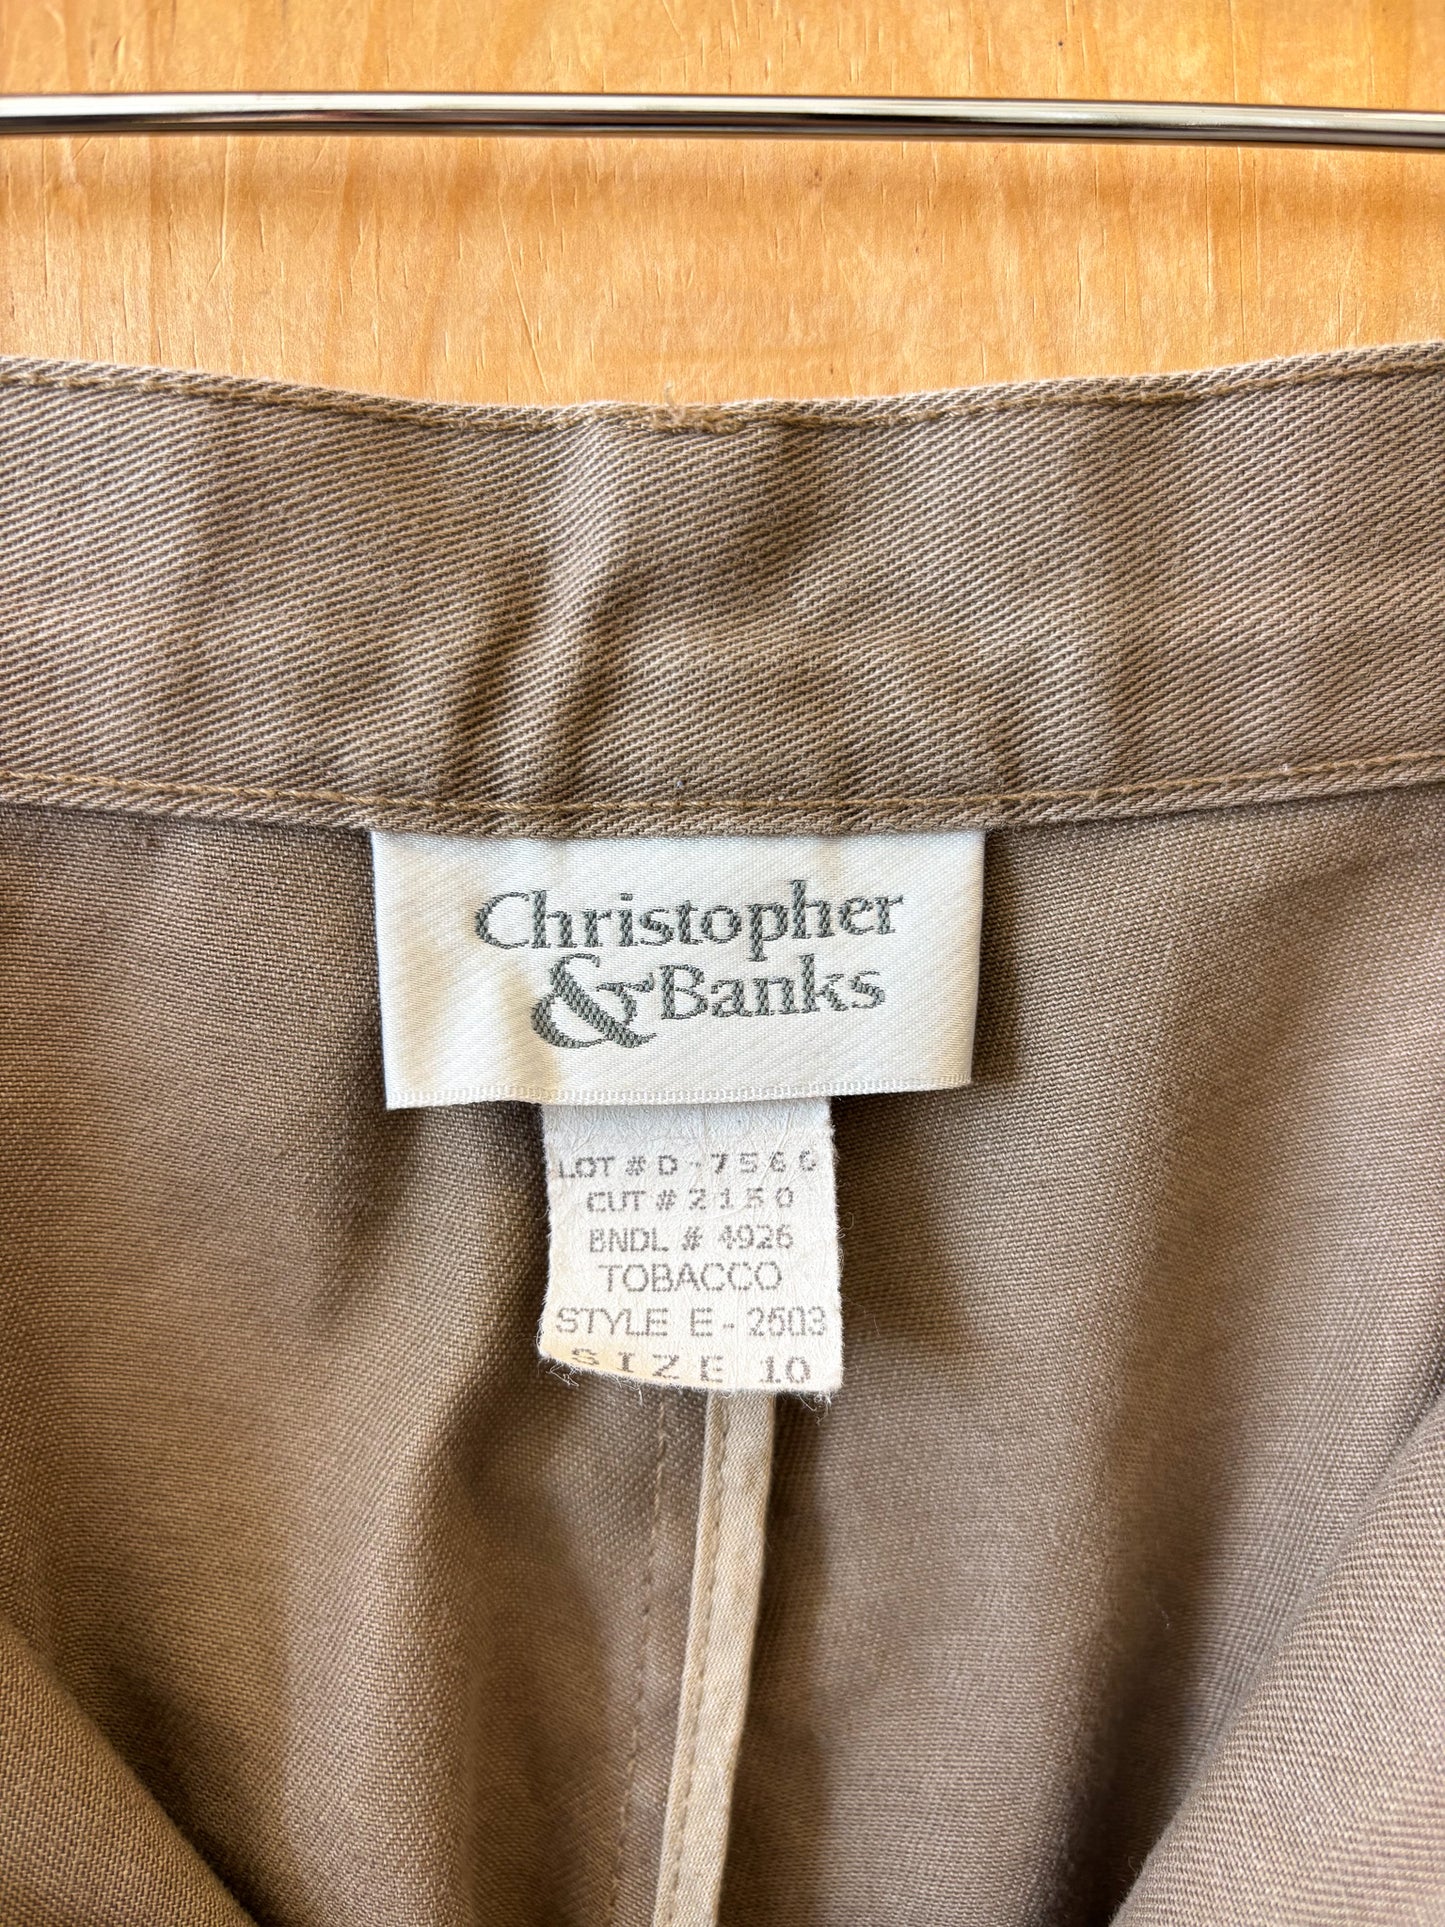 Christopher
& Banks
LOT # D - 7560
CUT # 2150
BNDL # 4926
TOBACCO
STYLE E - 2503
SIZE 10